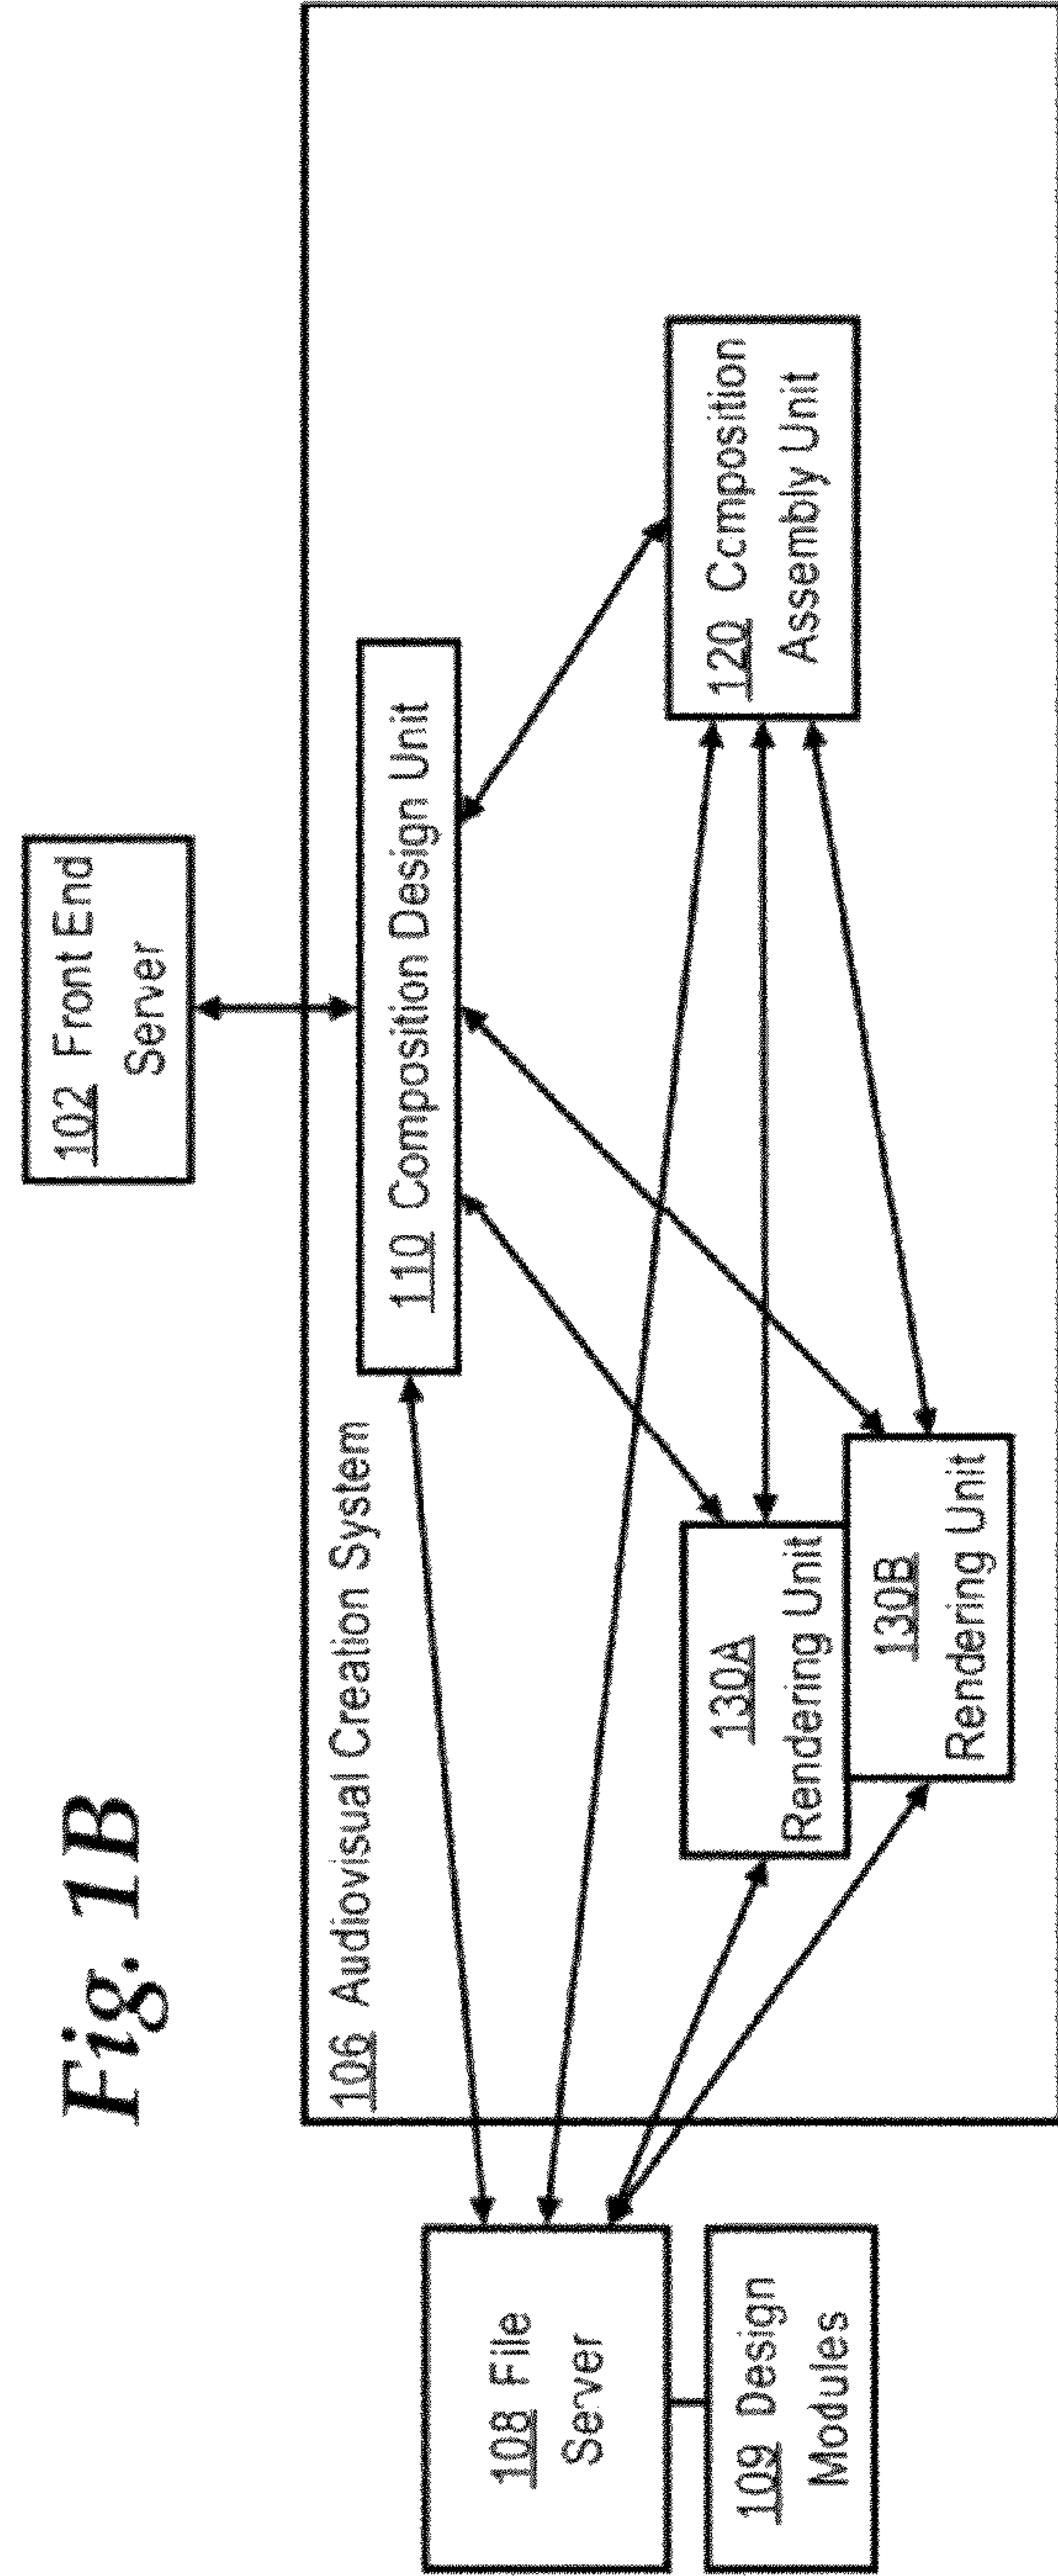 Fig. 1B
102 Front End
Server
106 Audiovisual Creation System
110 Composition Design Unit
108 File
Server
109 Design
Modules
130A
Rendering Unit
130B
Rendering Unit
120 Ccmposition
Assembly Unit